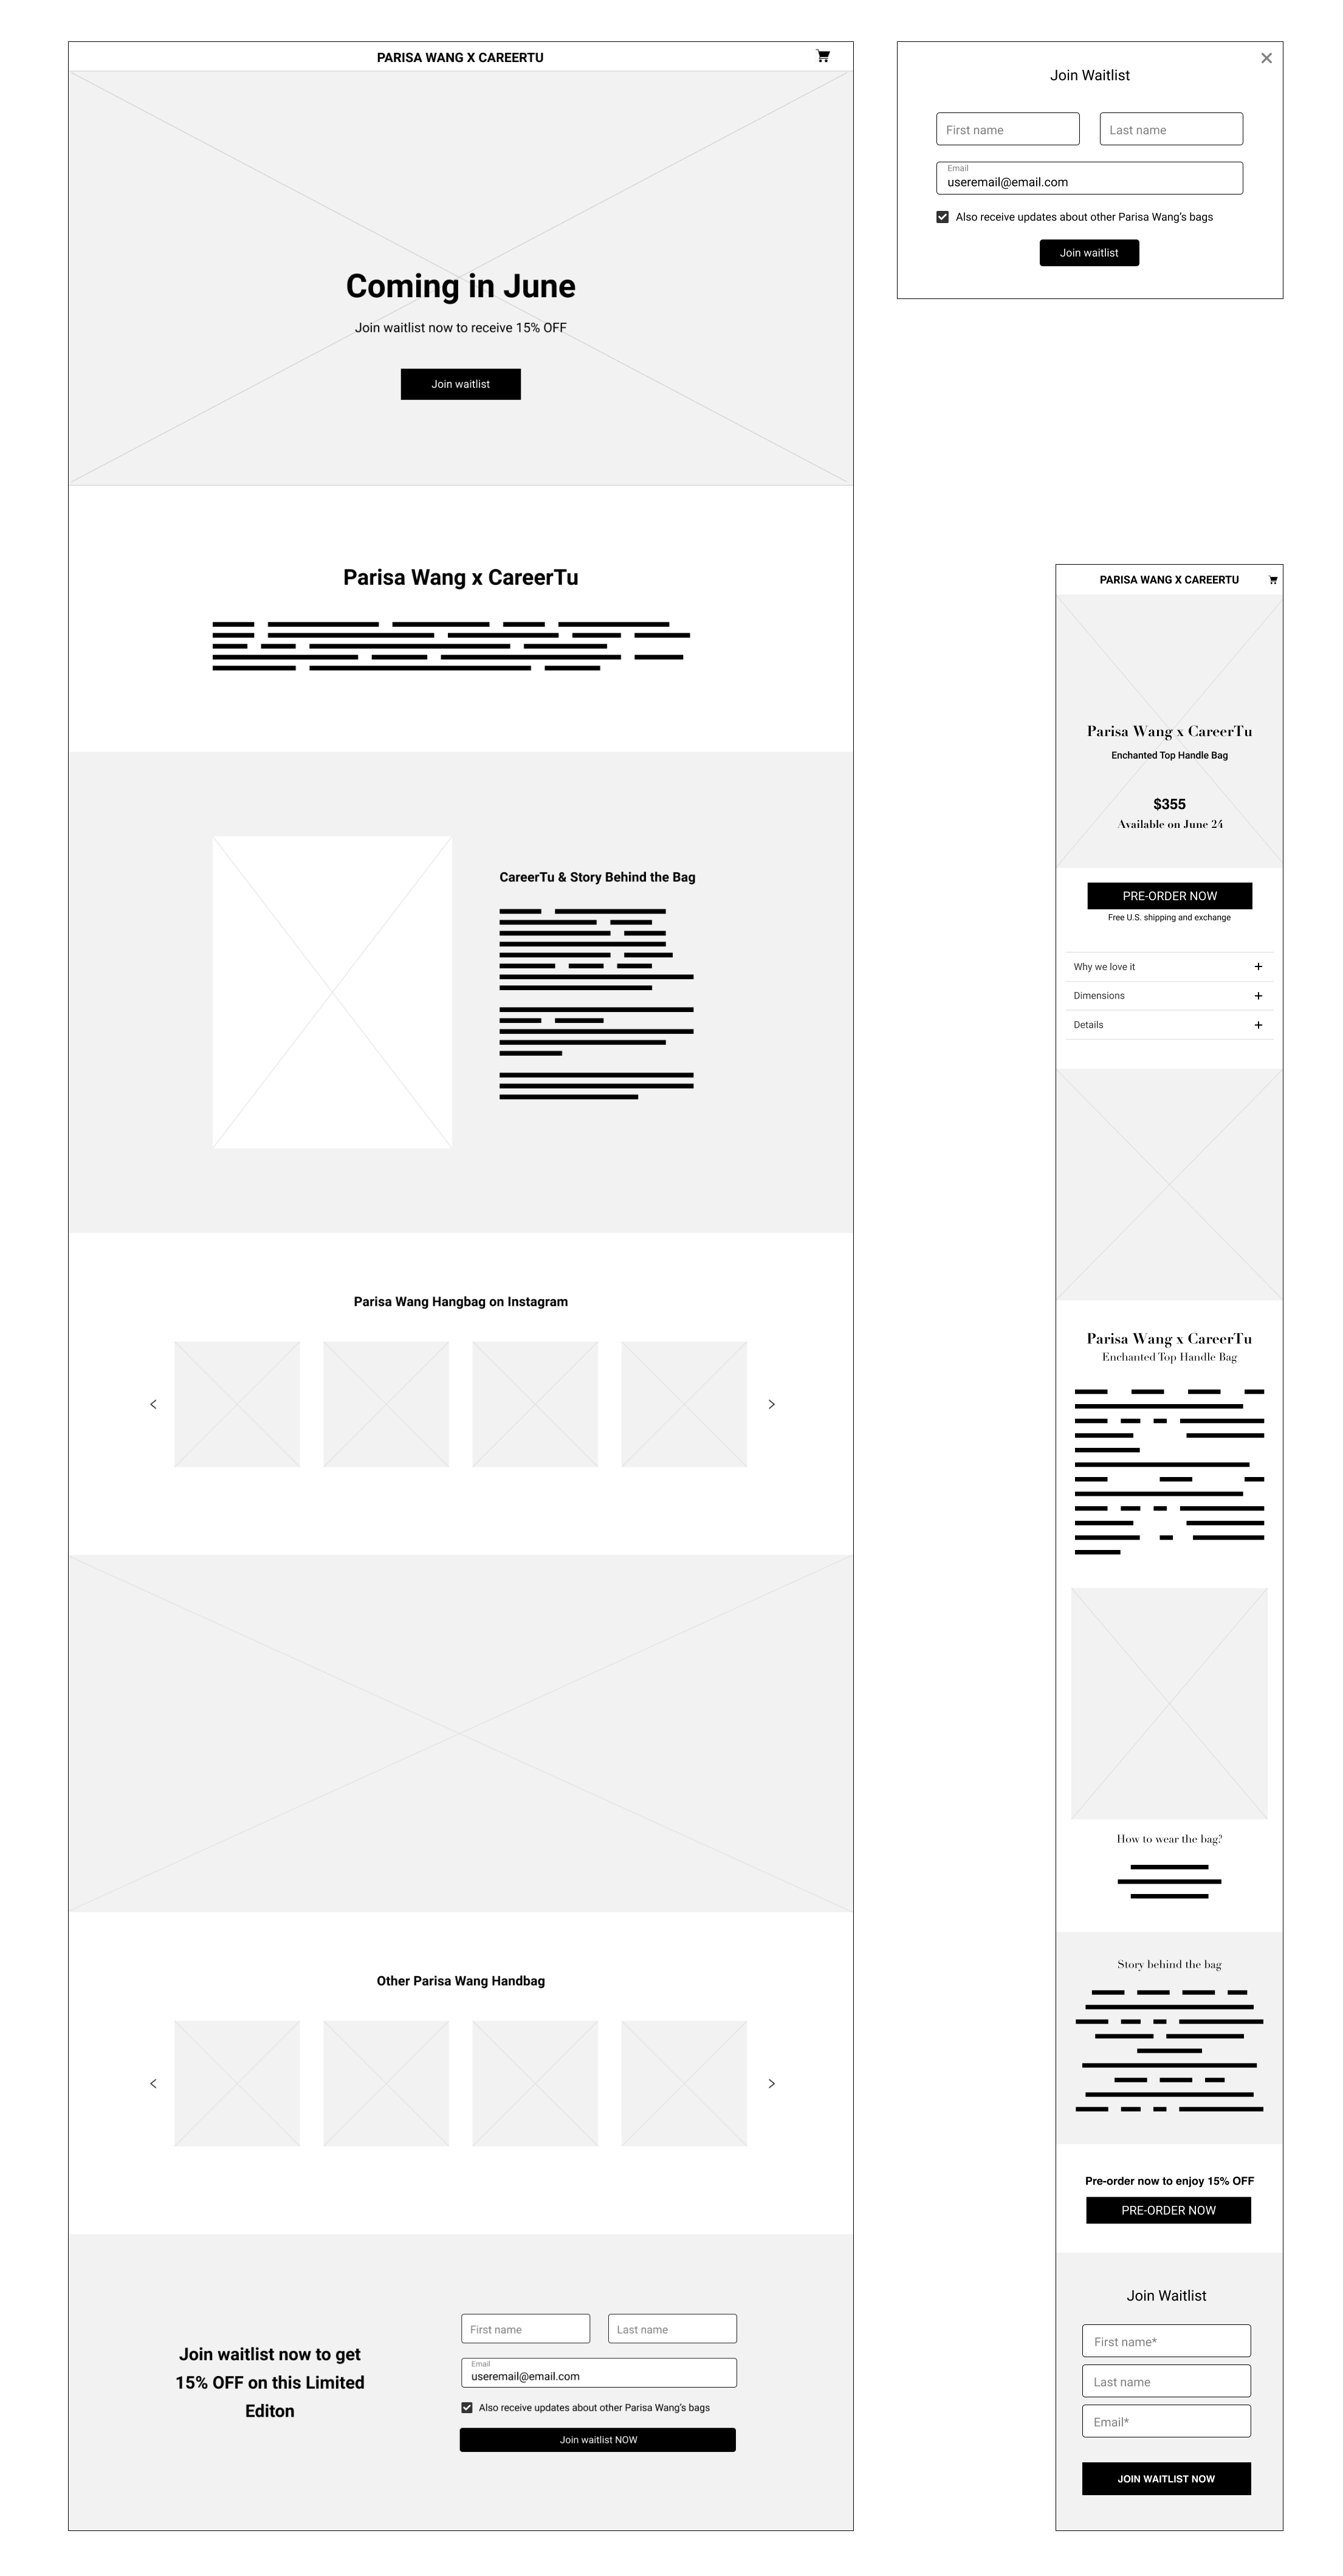 PARISA WANG X CAREERTU
Coming in June
Join waitlist now to receive 15% OFF
Join waitlist
Parisa Wang x CareerTu
CareerTu & Story Behind the Bag
Parisa Wang Hangbag on Instagram
Other Parisa Wang Handbag
Join waitlist now to get
15% OFF on this Limited
Editon
First name
Last name
Email
useremail@email.com
Also receive updates about other Parisa Wang's bags
Join waitlist NOW
Join Waitlist
First name
Last name
Email
useremail@email.com
Also receive updates about other Parisa Wang's bags
Join waitlist
PARISA WANG X CAREERTU
Parisa Wang x CareerTu
Enchanted Top Handle Bag
$355
Available on June 24
PRE-ORDER NOW
Free U.S. shipping and exchange
Why we love it
Dimensions
Details
Parisa Wang x CareerTu
Enchanted Top Handle Bag
How to wear the bag?
Story behind the bag
Pre-order now to enjoy 15% OFF
PRE-ORDER NOW
Join Waitlist
First name*
Last name
Email*
JOIN WAITLIST NOW